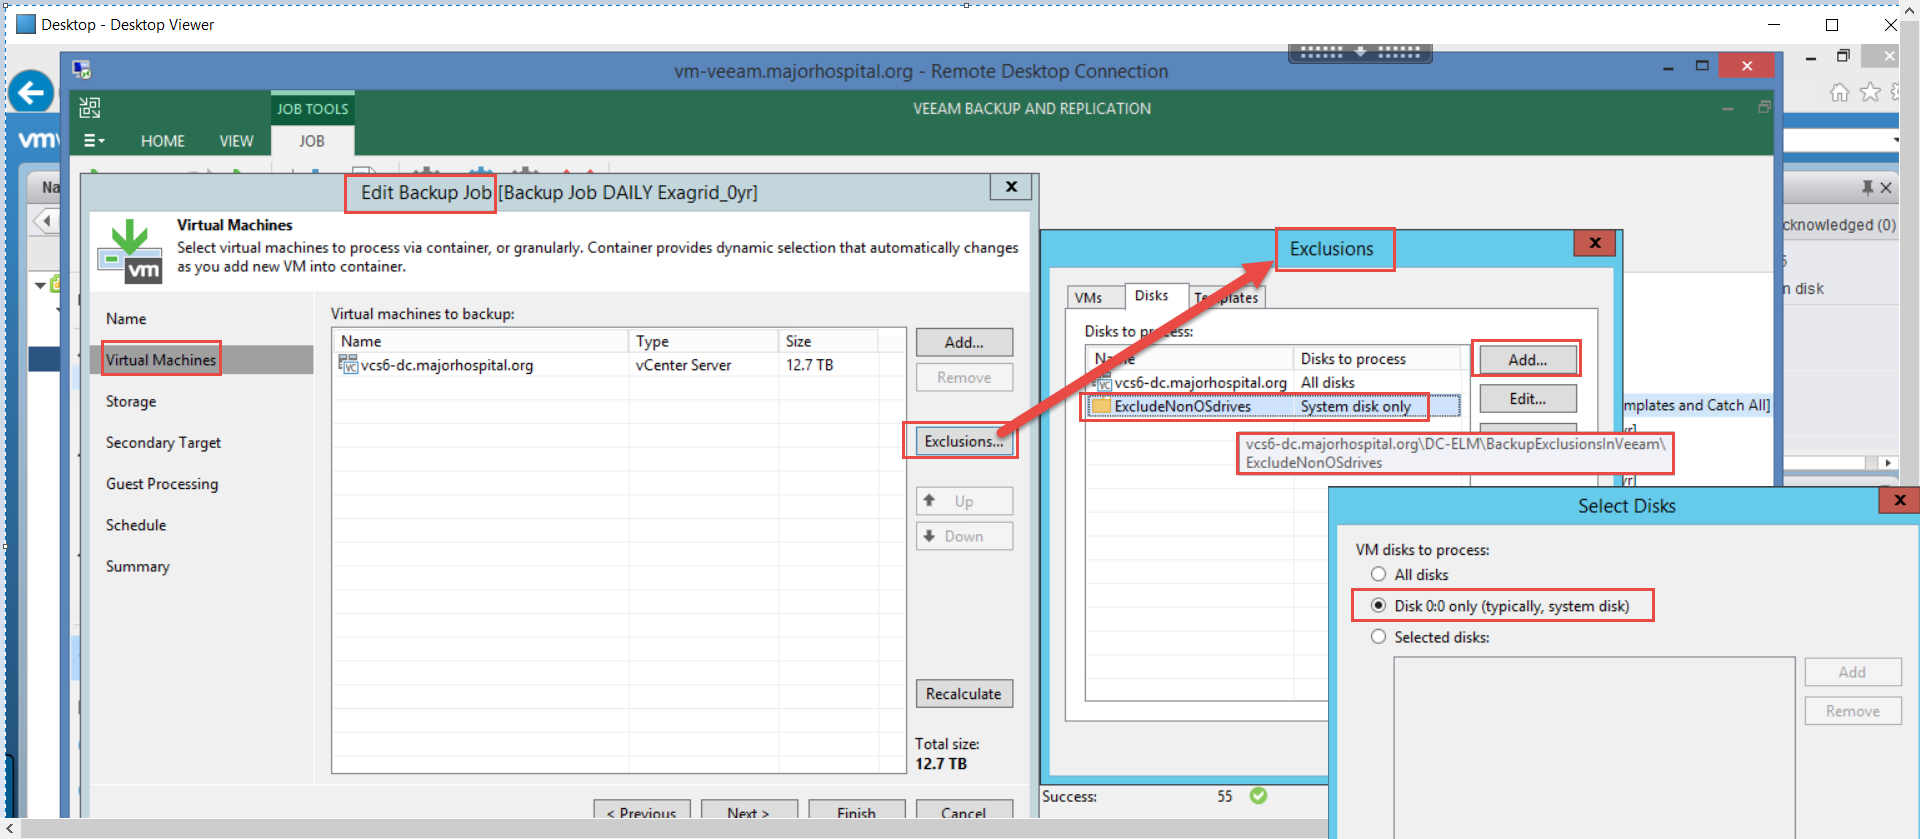 Desktop - Desktop Viewer
vm-veeam.majorhospital.org - Remote Desktop Connection
JOB TOOLS
VEEAM BACKUP AND REPLICATION
HOME
VIEW
JOB
Edit Backup Job [Backup Job DAILY Exagrid_0yr]
Virtual Machines
Select virtual machines to process via container, or granularly. Container provides dynamic selection that automatically changes
as you add new VM into container.
vm
Name
Virtual Machines
Storage
Secondary Target
Guest Processing
Schedule
Summary
Virtual machines to backup:
Name
Type
Size
vcs6-dc.majorhospital.org
vCenter Server
12.7 TB
Add...
Remove
Exclusions...
Up
Down
Recalculate
Total size:
12.7 TB
< Previous
Next >
Finish
Cancel
Exclusions
VMs
Disks
Templates
Disks to process:
Name
Disks to process
vcs6-dc.majorhospital.org
All disks
ExcludeNonOSdrives
System disk only
Add...
Edit...
vcs6-dc.majorhospital.org\DC-ELM\BackupExclusionsInVeeam\
ExcludeNonOSdrives
Success:
55
Select Disks
VM disks to process:
All disks
Disk 0:0 only (typically, system disk)
Selected disks:
Add
Remove
Na
cknowledged (0)
n disk
mplates and Catch All]
yr]